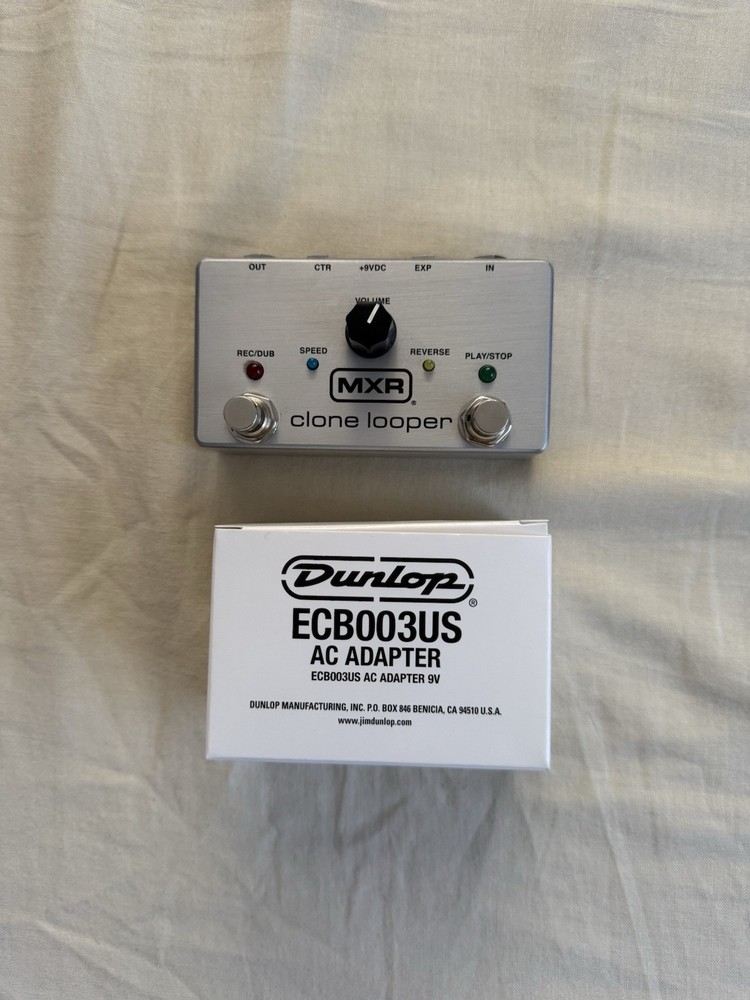 OUT CTR +9VDC EXP IN
VOLUME
REC/DUB SPEED REVERSE PLAY/STOP
MXR®
clone looper
Dunlop®
ECB003US
AC ADAPTER
ECB003US AC ADAPTER 9V
DUNLOP MANUFACTURING, INC. P.O. BOX 846 BENICIA, CA 94510 U.S.A.
www.jimdunlop.com